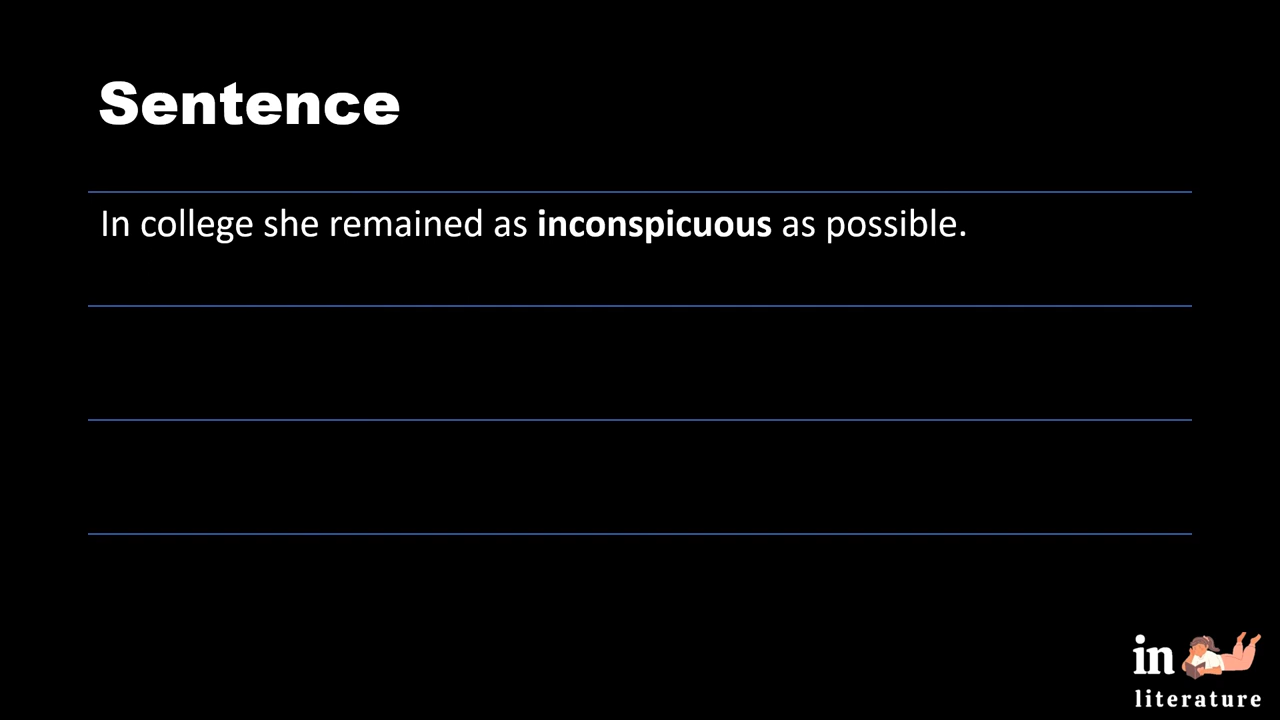 Sentence
In college she remained as inconspicuous as possible.
in
literature